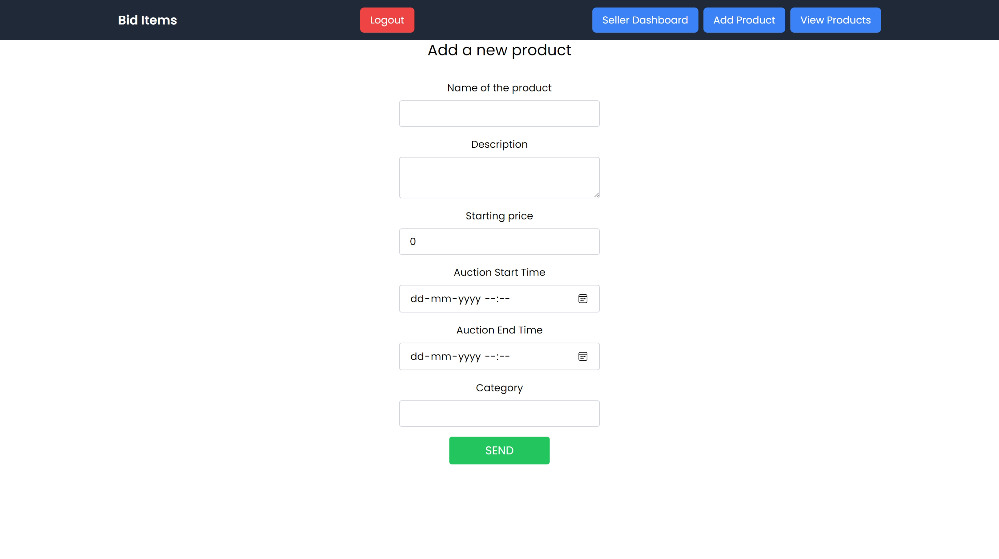 Bid Items
Logout
Seller Dashboard
Add Product
View Products
Add a new product
Name of the product
Description
Starting price
0
Auction Start Time
dd-mm-yyyy --:--
Auction End Time
dd-mm-yyyy --:--
Category
SEND